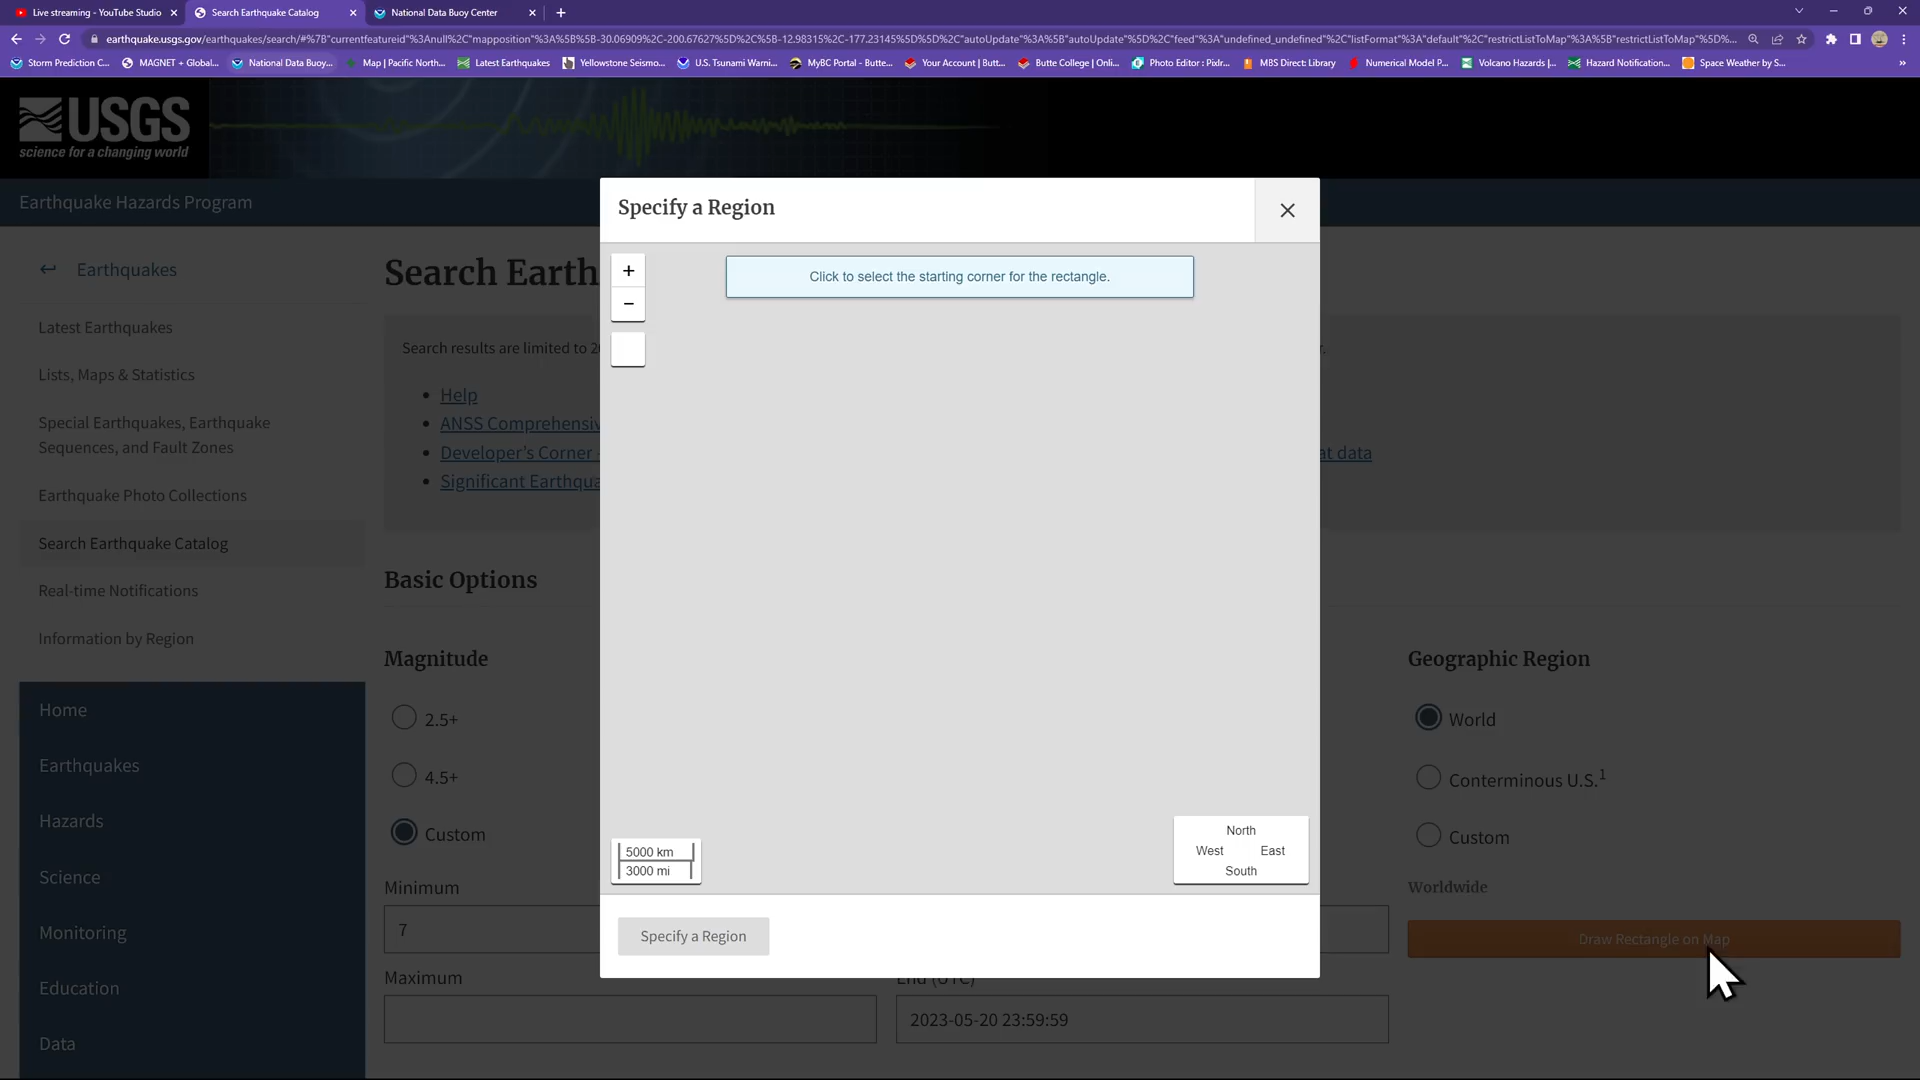 Live streaming - YouTube Studio
Search Earthquake Catalog
National Data Buoy Center
earthquake.usgs.gov/earthquakes/search/#%7B"currentfeatureid"%3Anull%2C"mapposition"%3A%5B%5B-30.06909%2C-200.67627%5D%2C%5B-12.98315%2C-177.23145%5D%5D%2C"autoUpdate"%3A%5B"autoUpdate"%5D%2C"feed"%3A"undefined_undefined"%2C"listFormat"%3A"default"%2C"restrictListToMap"%3A%5B"restrictListToMap"%5D%...
Storm Prediction C...
MAGNET + Global...
National Data Buoy...
Map | Pacific North...
Latest Earthquakes
Yellowstone Seismo...
U.S. Tsunami Warni...
MyBC Portal - Butte...
Your Account | Butt...
Butte College | Onli...
Photo Editor : Pixlr...
MBS Direct Library
Numerical Model P...
Volcano Hazards |...
Hazard Notification...
Space Weather by S...
USGS
science for a changing world
Earthquake Hazards Program
Earthquakes
Latest Earthquakes
Lists, Maps & Statistics
Special Earthquakes, Earthquake
Sequences, and Fault Zones
Earthquake Photo Collections
Search Earthquake Catalog
Real-time Notifications
Information by Region
Home
Earthquakes
Hazards
Science
Monitoring
Education
Data
Search Earth
Search results are limited to 2
r.
Help
ANSS Comprehensiv
Developer's Corner -
at data
Significant Earthqua
Basic Options
Magnitude
2.5+
4.5+
Custom
Minimum
7
Maximum
End (UTC)
2023-05-20 23:59:59
Geographic Region
World
Conterminous U.S.1
Custom
Worldwide
Draw Rectangle on Map
Specify a Region
+
Click to select the starting corner for the rectangle.
−
5000 km
3000 mi
North
West East
South
Specify a Region